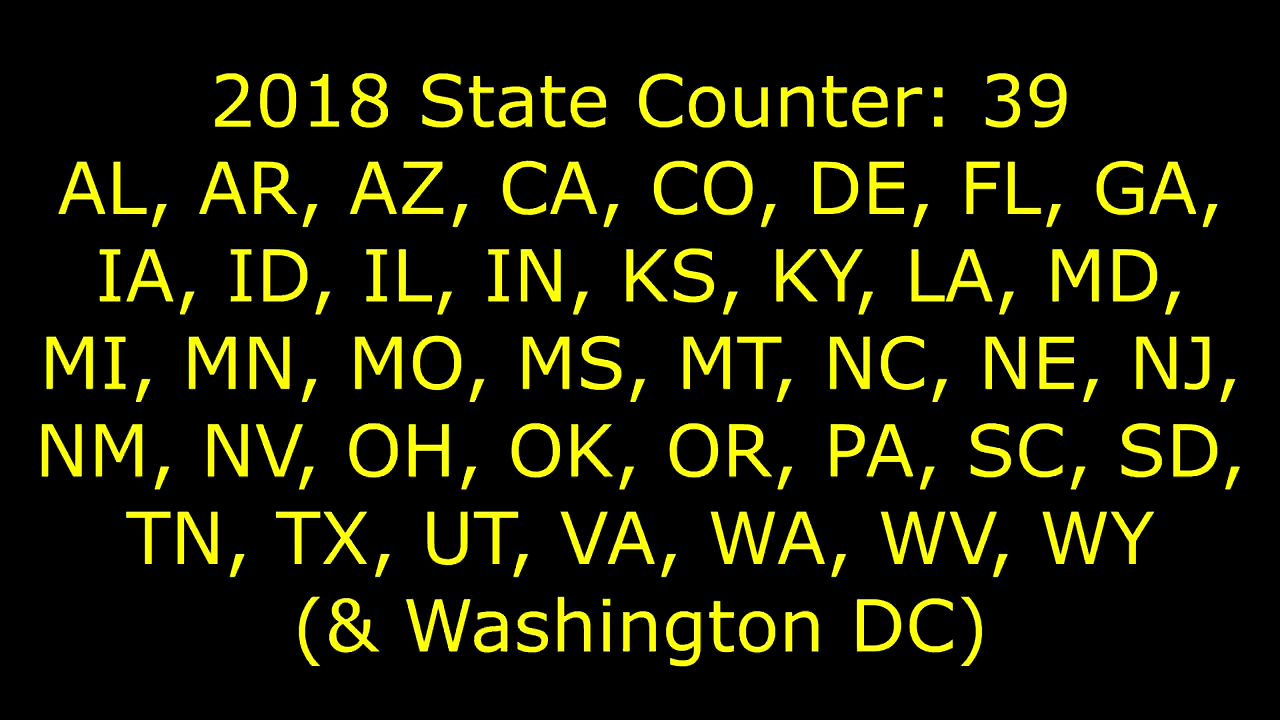 2018 State Counter: 39
AL, AR, AZ, CA, CO, DE, FL, GA,
IA, ID, IL, IN, KS, KY, LA, MD,
MI, MN, MO, MS, MT, NC, NE, NJ,
NM, NV, OH, OK, OR, PA, SC, SD,
TN, TX, UT, VA, WA, WV, WY
(& Washington DC)